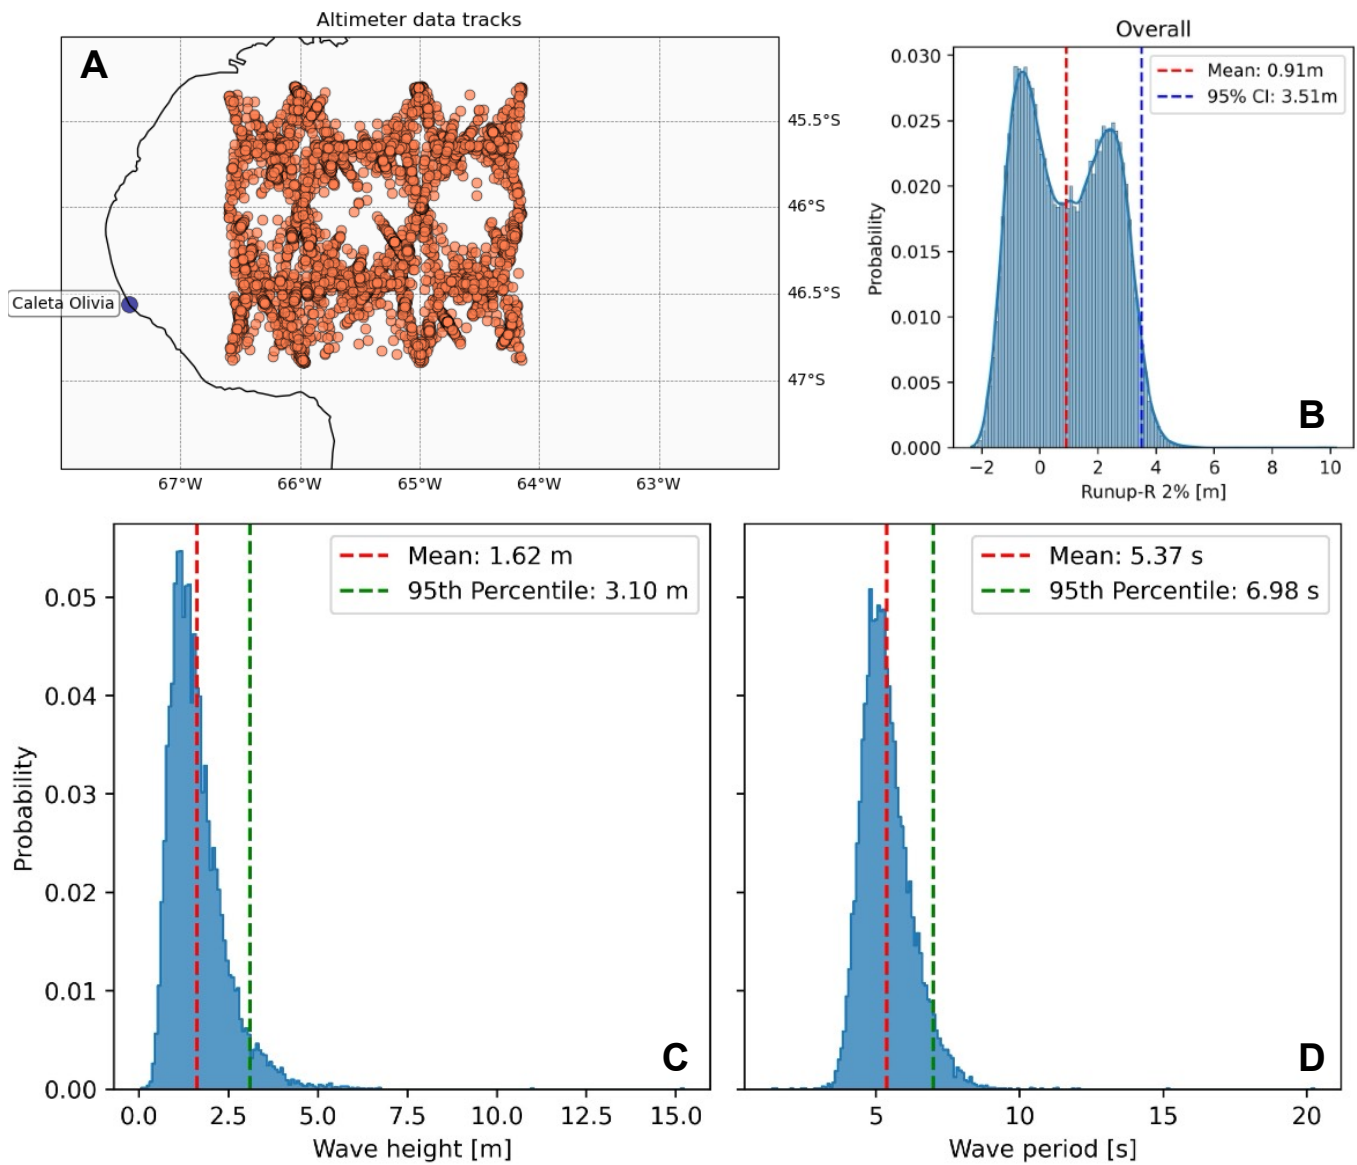 Altimeter data tracks
A
45.5°S
46°S
46.5°S
47°S
Caleta Olivia
67°W 66°W 65°W 64°W 63°W
Overall
Mean: 0.91m
95% CI: 3.51m
0.030
0.025
0.020
0.015
0.010
0.005
0.000
Probability
B
−2 0 2 4 6 8 10
Runup-R 2% [m]
Mean: 1.62 m
95th Percentile: 3.10 m
0.05
0.04
0.03
0.02
0.01
0.00
Probability
C
0.0 2.5 5.0 7.5 10.0 12.5 15.0
Wave height [m]
Mean: 5.37 s
95th Percentile: 6.98 s
D
5 10 15 20
Wave period [s]